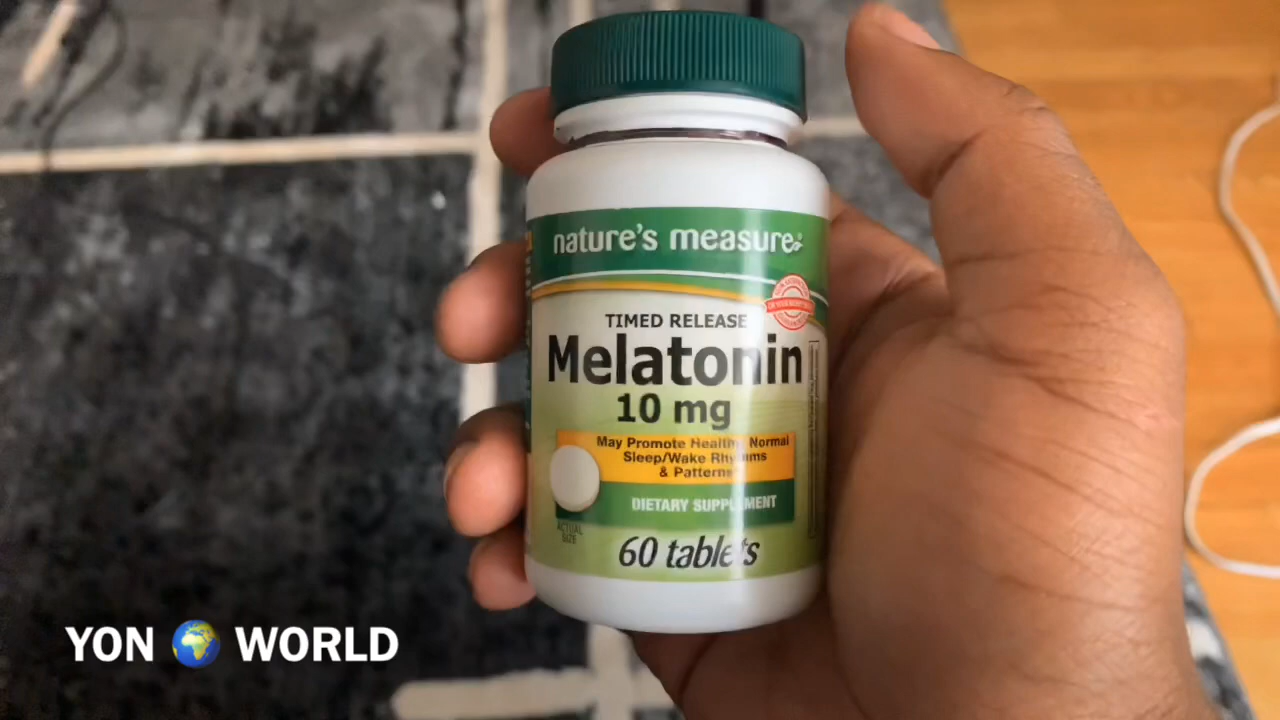 nature's measure
TIMED RELEASE
Melatonin
10 mg
May Promote Healthy Normal
Sleep/Wake Rhythms
& Patterns
DIETARY SUPPLEMENT
ACTUAL
SIZE
60 tablets
YON 🌍 WORLD